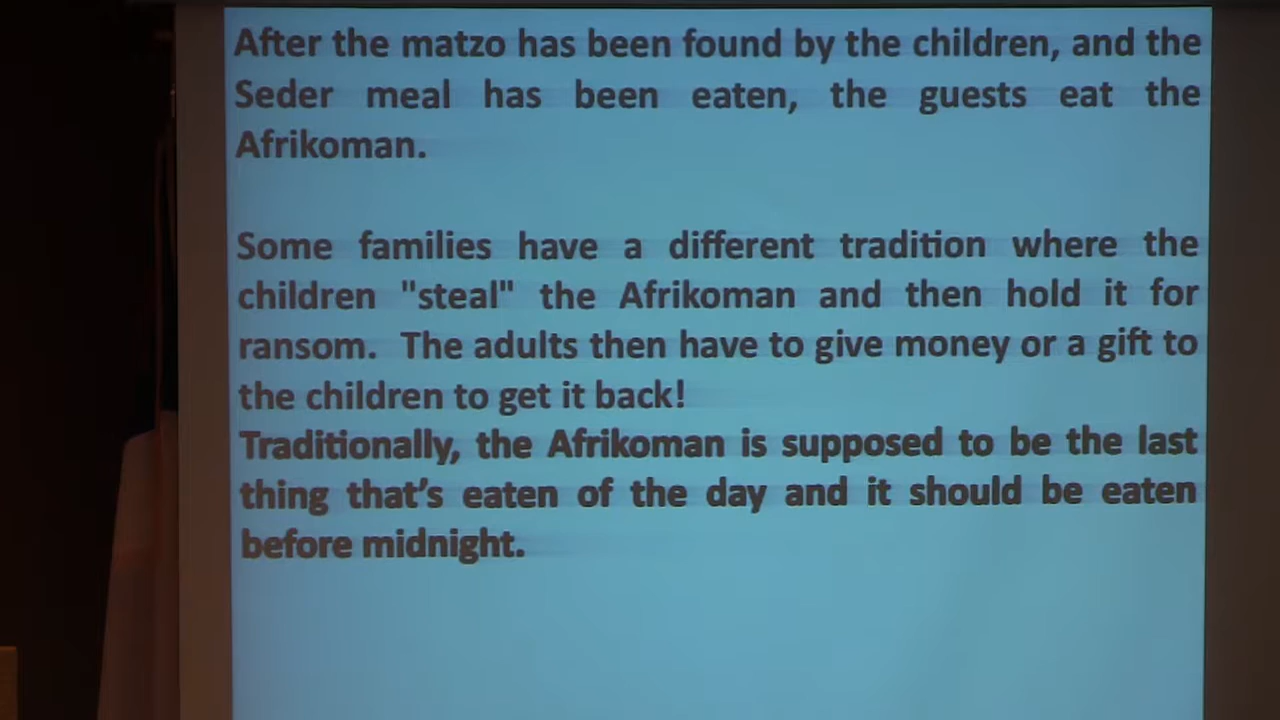 After the matzo has been found by the children, and the
Seder meal has been eaten, the guests eat the
Afrikoman.
Some families have a different tradition where the
children "steal" the Afrikoman and then hold it for
ransom. The adults then have to give money or a gift to
the children to get it back!
Traditionally, the Afrikoman is supposed to be the last
thing that’s eaten of the day and it should be eaten
before midnight.